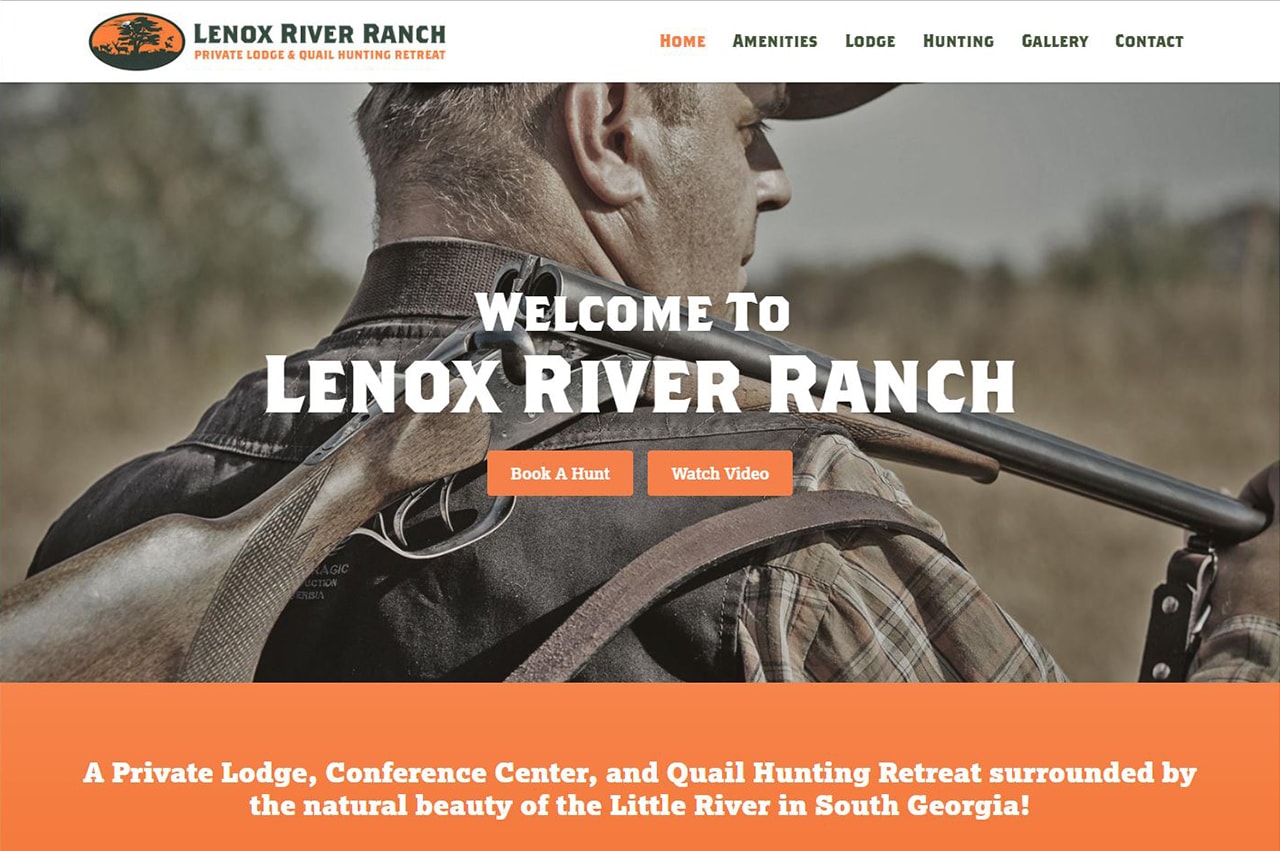 LENOX RIVER RANCH
PRIVATE LODGE & QUAIL HUNTING RETREAT
HOME AMENITIES LODGE HUNTING GALLERY CONTACT
WELCOME TO
LENOX RIVER RANCH
Book A Hunt Watch Video
A Private Lodge, Conference Center, and Quail Hunting Retreat surrounded by
the natural beauty of the Little River in South Georgia!